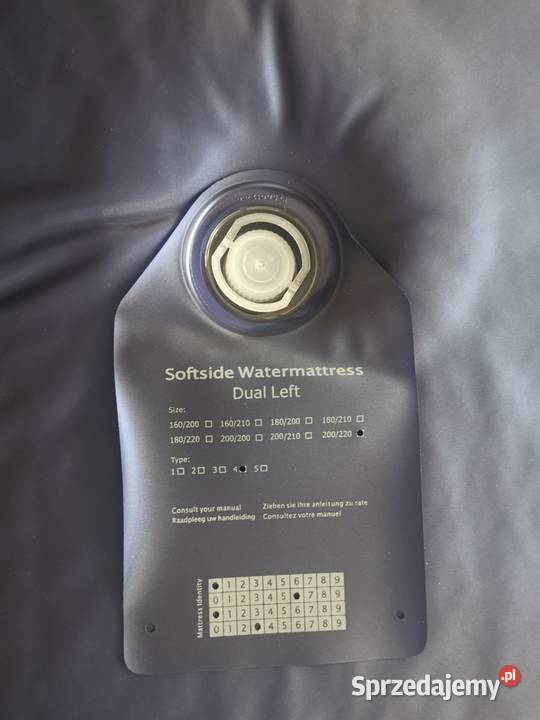 Softside Watermattress
Dual Left
Size:
160/200 □ 160/210 □ 180/200 □ 180/210 □
180/220 □ 200/200 □ 200/210 □ 200/220 ●
Type:
1 □ 2 □ 3 □ 4 ● 5 □
Consult your manual Ziehen sie ihre anleitung zu rate
Raadpleeg uw handleiding Consultez votre manuel
Mattress Identity
● 1 2 3 4 5 6 7 8 9
0 1 2 3 4 5 ● 7 8 9
● 1 2 3 4 5 6 7 8 9
0 1 2 ● 4 5 6 7 8 9
Sprzedajemy.pl